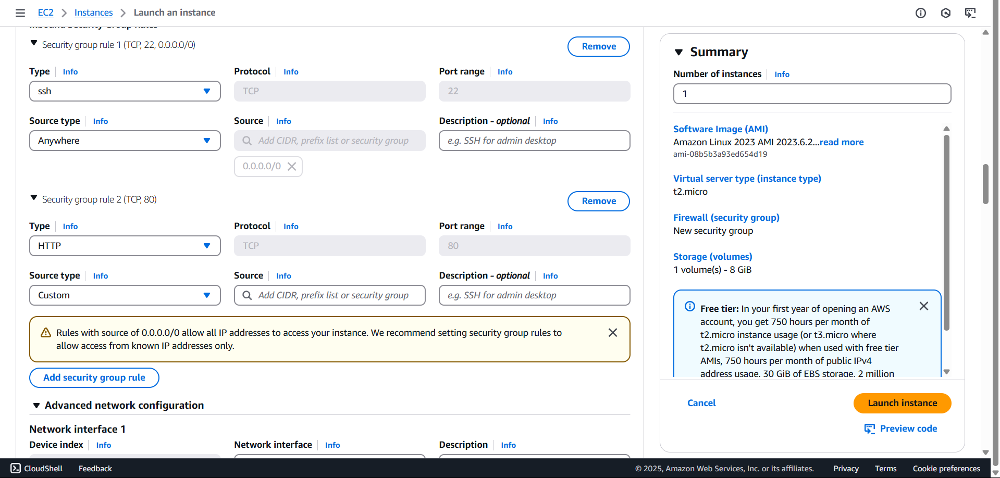 EC2
Instances
Launch an instance
Inbound Security Group Rules
Security group rule 1 (TCP, 22, 0.0.0.0/0)
Remove
Type Info
Protocol Info
Port range Info
ssh
TCP
22
Source type Info
Source Info
Description - optional Info
Anywhere
Add CIDR, prefix list or security group
e.g. SSH for admin desktop
0.0.0.0/0
Security group rule 2 (TCP, 80)
Remove
Type Info
Protocol Info
Port range Info
HTTP
TCP
80
Source type Info
Source Info
Description - optional Info
Custom
Add CIDR, prefix list or security group
e.g. SSH for admin desktop
Rules with source of 0.0.0.0/0 allow all IP addresses to access your instance. We recommend setting security group rules to
allow access from known IP addresses only.
Add security group rule
Advanced network configuration
Network interface 1
Device index Info
Network interface Info
Description Info
Summary
Number of instances Info
1
Software Image (AMI)
Amazon Linux 2023 AMI 2023.6.2...read more
ami-08b5b3a93ed654d19
Virtual server type (instance type)
t2.micro
Firewall (security group)
New security group
Storage (volumes)
1 volume(s) - 8 GiB
Free tier: In your first year of opening an AWS
account, you get 750 hours per month of
t2.micro instance usage (or t3.micro where
t2.micro isn't available) when used with free tier
AMIs, 750 hours per month of public IPv4
address usage, 30 GiB of EBS storage, 2 million
Cancel
Launch instance
Preview code
CloudShell
Feedback
© 2025, Amazon Web Services, Inc. or its affiliates.
Privacy
Terms
Cookie preferences